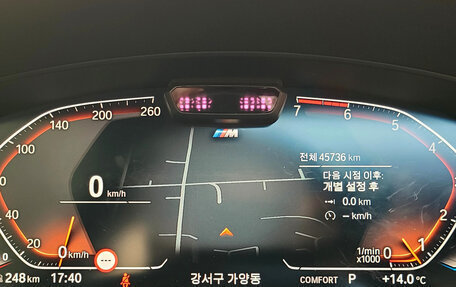 140 200 260
80
20
0
0 km/h
0 km/h
M
7 6 5
4
2
1
전체 45736 km
다음 시점 이후:
개별 설정 후
0.0 km
– km/h
1/min
x1000
248 km 17:40 강서구 가양동 COMFORT P +14.0°C